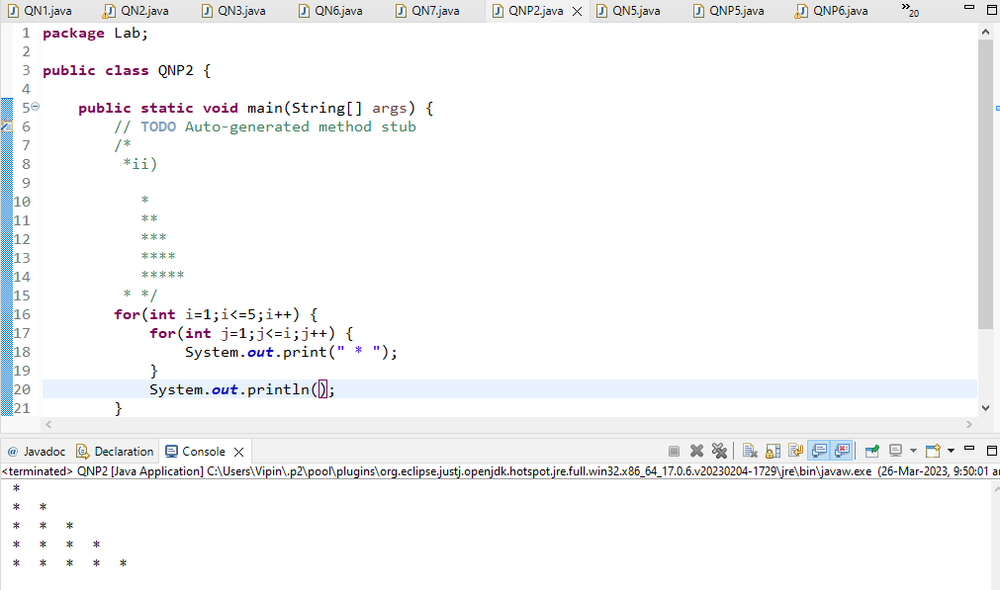 QN1.java QN2.java QN3.java QN6.java QN7.java QNP2.java QN5.java QNP5.java QNP6.java »20
1 package Lab;
2
3 public class QNP2 {
4
5 public static void main(String[] args) {
6 // TODO Auto-generated method stub
7 /*
8 *ii)
9
10 *
11 **
12 ***
13 ****
14 *****
15 * */
16 for(int i=1;i<=5;i++) {
17 for(int j=1;j<=i;j++) {
18 System.out.print(" * ");
19 }
20 System.out.println();
21 }
@ Javadoc Declaration Console
<terminated> QNP2 [Java Application] C:\Users\Vipin\.p2\pool\plugins\org.eclipse.justj.openjdk.hotspot.jre.full.win32.x86_64_17.0.6.v20230204-1729\jre\bin\javaw.exe (26-Mar-2023, 9:50:01 a
*
* *
* * *
* * * *
* * * * *